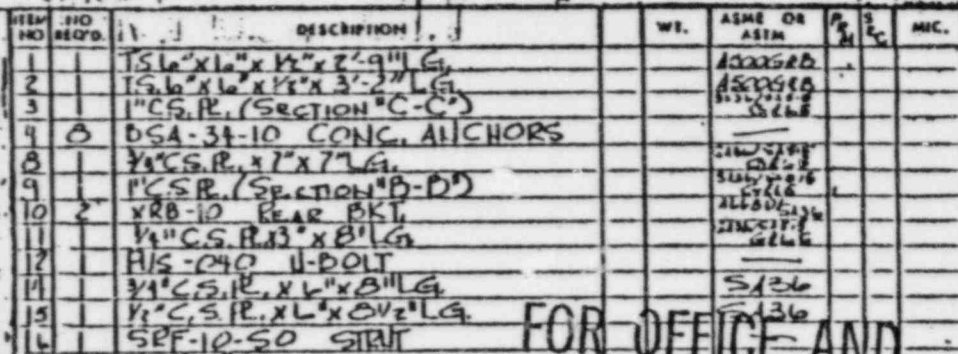 ITEM NO NO REQ'D. DESCRIPTION WT. ASME OR ASTM MIC.
1 1 TS 6" x 6" x 1/2" x 2'-9" LG. A500GRB
2 1 TS. 6" x 6" x 1/2" x 3'-2" LG A500GRB
3 1 1" C.S. PL. (SECTION "C-C")
4 8 DSA-34-10 CONC. ANCHORS —
8 1 3/4" C.S. PL. x 7" x 7" LG.
9 1 1" C.S. PL. (SECTION "B-B")
10 2 XRB-10 REAR BKT. SA36
11 1 C.S. PL x 3" x 8" LG.
12 1 -040 U-BOLT —
14 1 3/4" C.S. PL. x 6" x 8" LG SA36
15 1 1/2" C.S. PL. x 6" x 8 1/2" LG. SA36
16 1 SRF-10-50 STRUT
FOR OFFICE AND